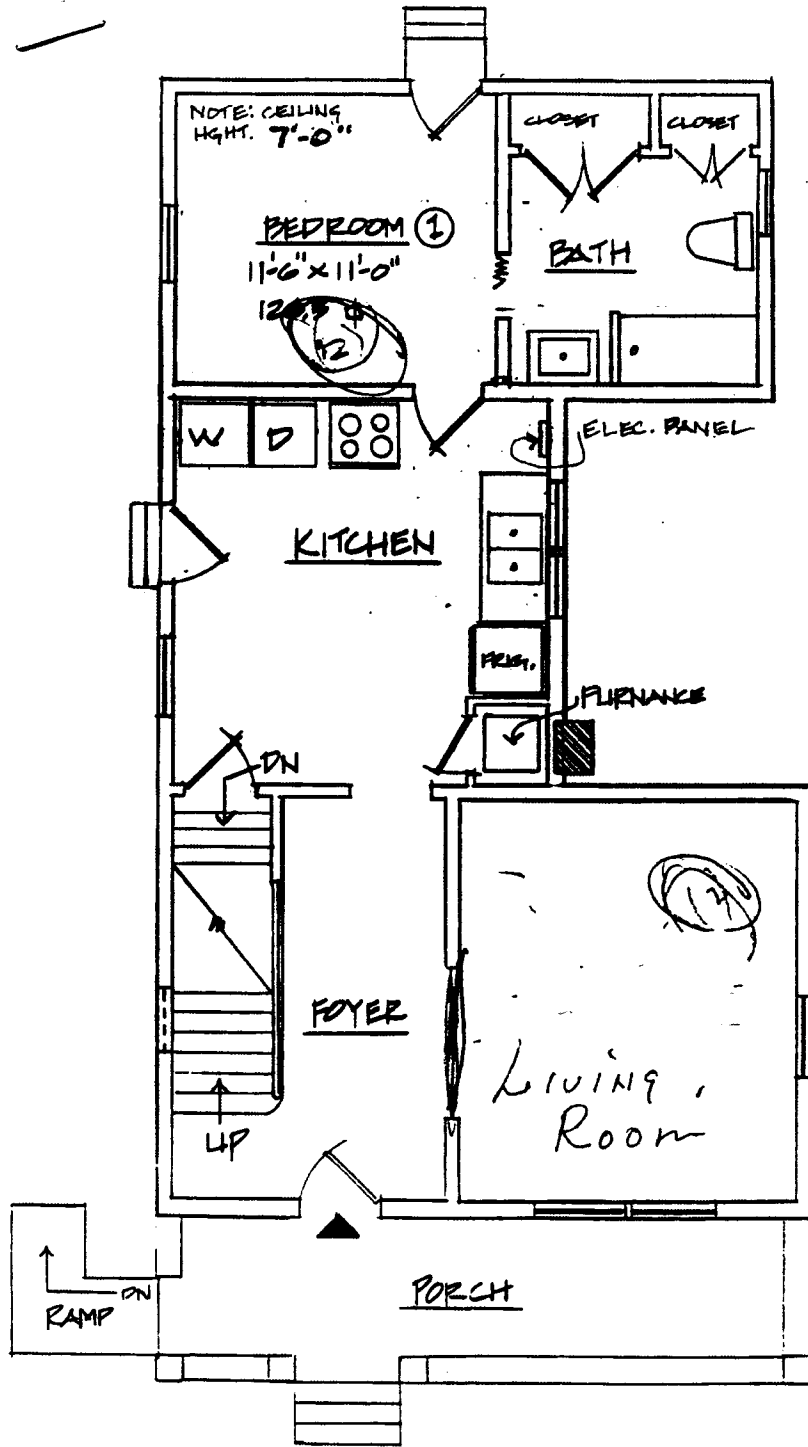 NOTE: CEILING
HGHT. 7'-0"
CLOSET
CLOSET
BEDROOM 1
11'-6" x 11'-0"
BATH
W
D
ELEC. PANEL
KITCHEN
FRIG.
FURNANCE
DN
FOYER
Living
Room
UP
DN
RAMP
PORCH